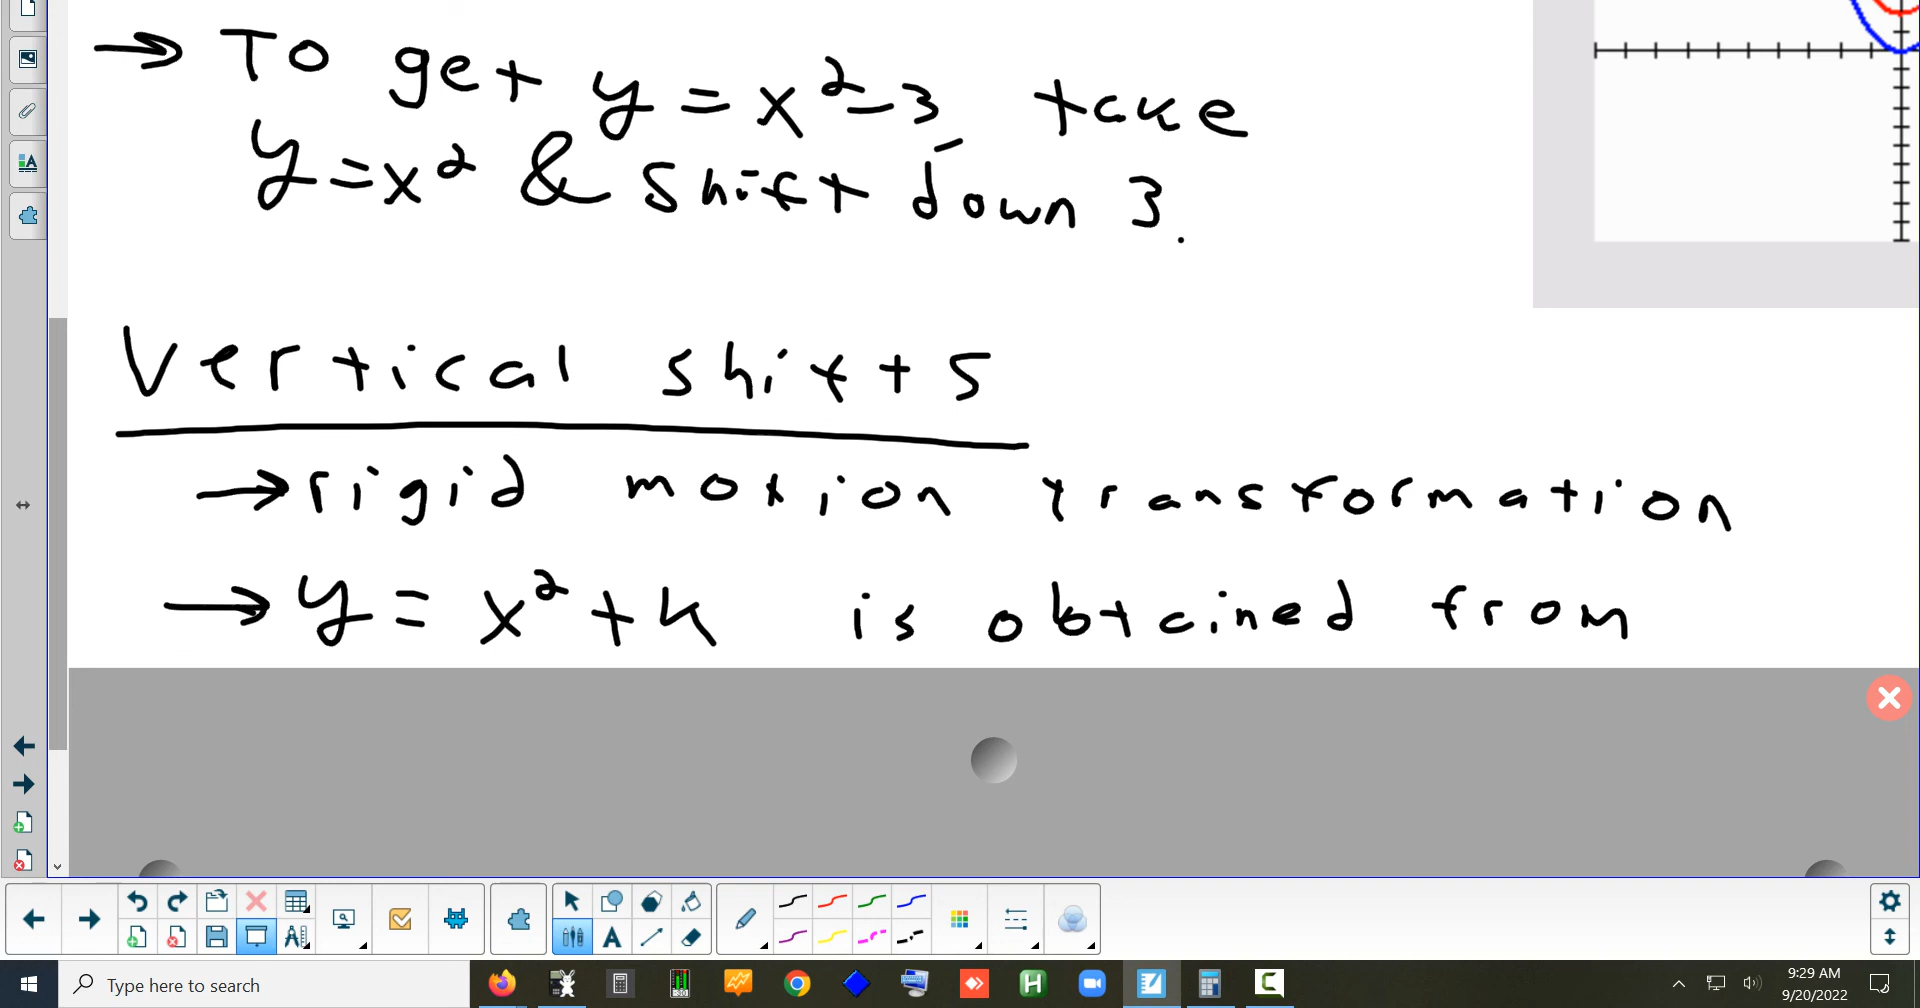 → To get y = x² - 3, take
y = x² & shift down 3.
Vertical shifts
→ rigid motion transformation
→ y = x² + k is obtained from
A
A
Type here to search
9:29 AM
9/20/2022